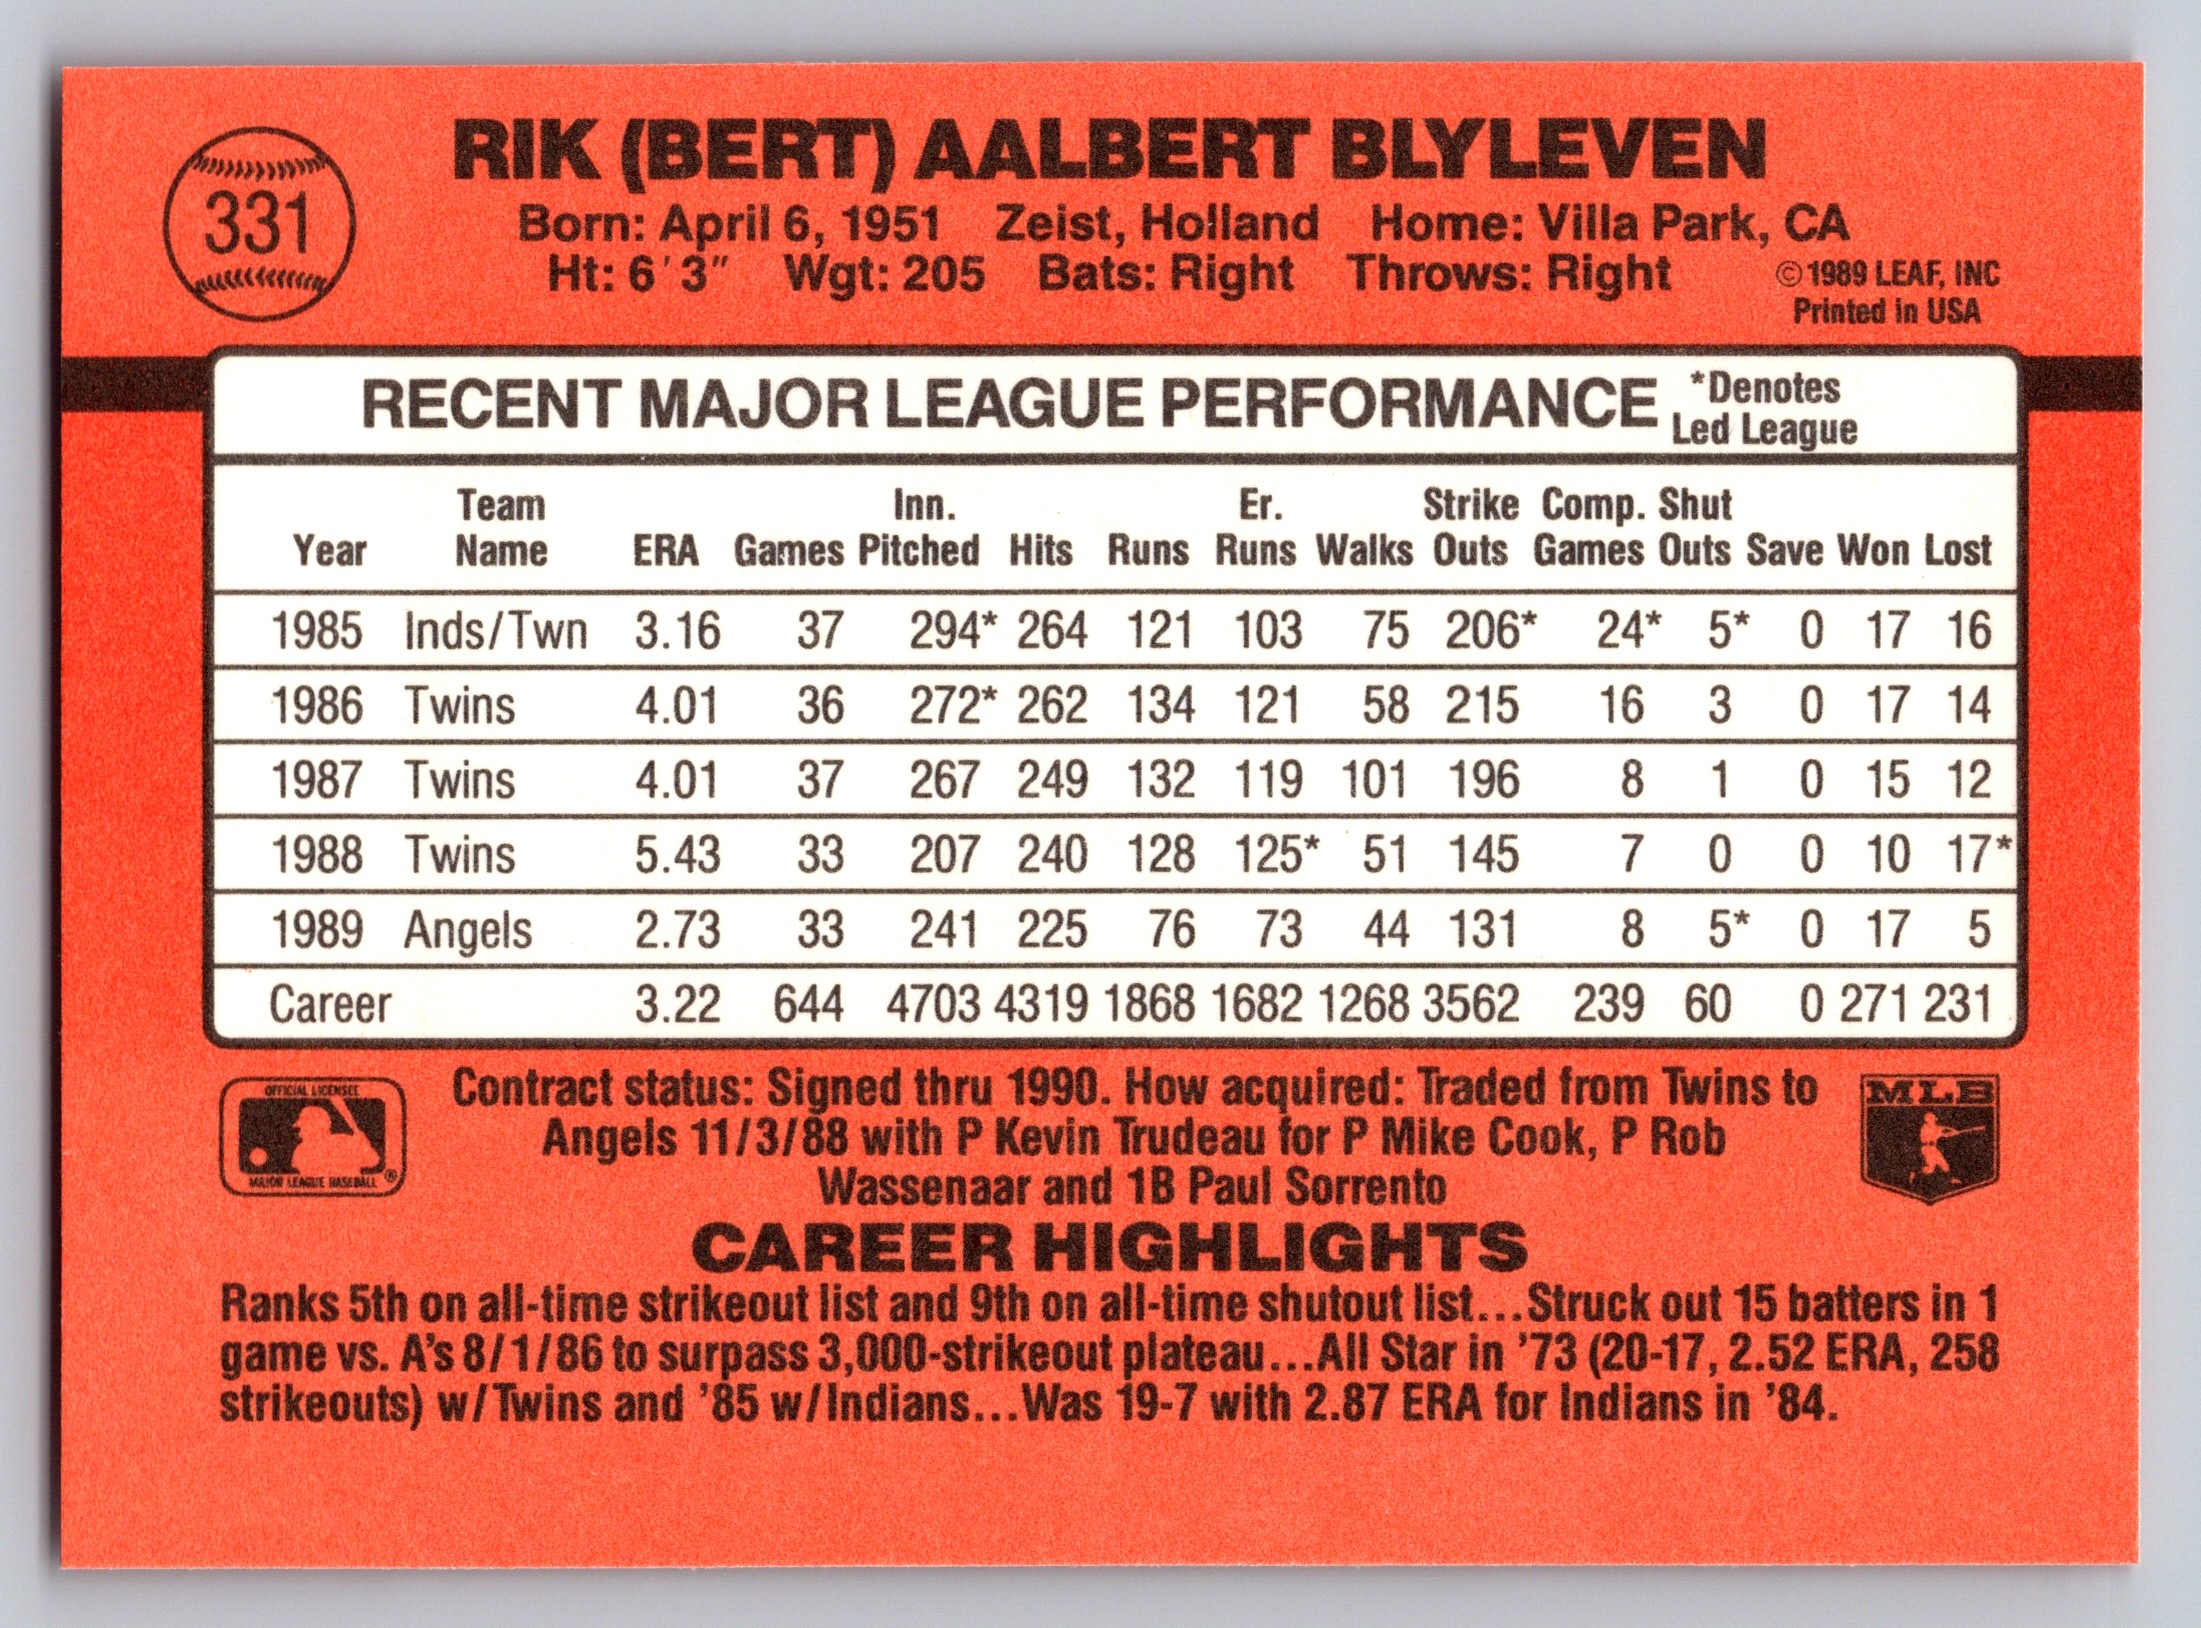 331
RIK (BERT) AALBERT BLYLEVEN
Born: April 6, 1951 Zeist, Holland Home: Villa Park, CA
Ht: 6' 3" Wgt: 205 Bats: Right Throws: Right ©1989 LEAF, INC
Printed in USA
RECENT MAJOR LEAGUE PERFORMANCE *Denotes
Led League
Team Inn. Er. Strike Comp. Shut
Year Name ERA Games Pitched Hits Runs Runs Walks Outs Games Outs Save Won Lost
1985 Inds/Twn 3.16 37 294* 264 121 103 75 206* 24* 5* 0 17 16
1986 Twins 4.01 36 272* 262 134 121 58 215 16 3 0 17 14
1987 Twins 4.01 37 267 249 132 119 101 196 8 1 0 15 12
1988 Twins 5.43 33 207 240 128 125* 51 145 7 0 0 10 17*
1989 Angels 2.73 33 241 225 76 73 44 131 8 5* 0 17 5
Career 3.22 644 4703 4319 1868 1682 1268 3562 239 60 0 271 231
OFFICIAL LICENSEE
MAJOR LEAGUE BASEBALL ®
MLB
Contract status: Signed thru 1990. How acquired: Traded from Twins to
Angels 11/3/88 with P Kevin Trudeau for P Mike Cook, P Rob
Wassenaar and 1B Paul Sorrento
CAREER HIGHLIGHTS
Ranks 5th on all-time strikeout list and 9th on all-time shutout list...Struck out 15 batters in 1
game vs. A's 8/1/86 to surpass 3,000-strikeout plateau...All Star in '73 (20-17, 2.52 ERA, 258
strikeouts) w/Twins and '85 w/Indians...Was 19-7 with 2.87 ERA for Indians in '84.